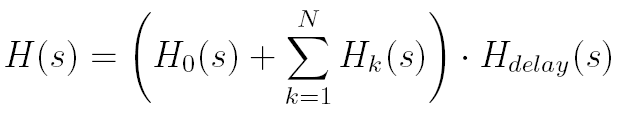 H(s) = \left( H_0(s) + \sum_{k=1}^{N} H_k(s) \right) \cdot H_{delay}(s)